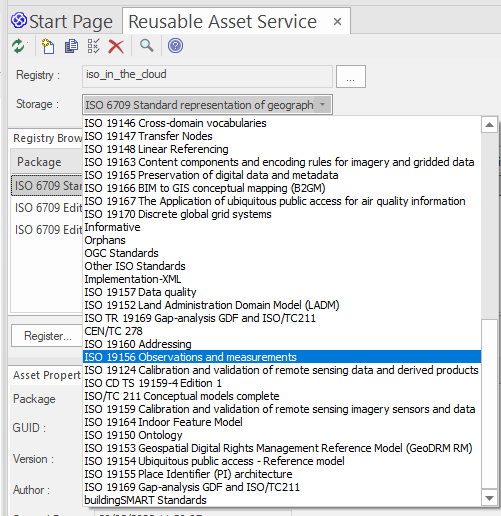 Start Page
Reusable Asset Service ×
Registry : iso_in_the_cloud ...
Storage : ISO 6709 Standard representation of geograph
ISO 19146 Cross-domain vocabularies
ISO 19147 Transfer Nodes
ISO 19148 Linear Referencing
ISO 19163 Content components and encoding rules for imagery and gridded data
ISO 19165 Preservation of digital data and metadata
ISO 19166 BIM to GIS conceptual mapping (B2GM)
ISO 19167 The Application of ubiquitous public access for air quality information
ISO 19170 Discrete global grid systems
Informative
Orphans
OGC Standards
Other ISO Standards
Implementation-XML
ISO 19157 Data quality
ISO 19152 Land Administration Domain Model (LADM)
ISO TR 19169 Gap-analysis GDF and ISO/TC211
CEN/TC 278
ISO 19160 Addressing
ISO 19156 Observations and measurements
ISO 19124 Calibration and validation of remote sensing data and derived products
ISO CD TS 19159-4 Edition 1
ISO/TC 211 Conceptual models complete
ISO 19159 Calibration and validation of remote sensing imagery sensors and data
ISO 19164 Indoor Feature Model
ISO 19150 Ontology
ISO 19153 Geospatial Digital Rights Management Reference Model (GeoDRM RM)
ISO 19154 Ubiquitous public access - Reference model
ISO 19155 Place Identifier (PI) architecture
ISO 19169 Gap-analysis GDF and ISO/TC211
buildingSMART Standards
Registry Brow
Package
ISO 6709 Star
ISO 6709 Edit
ISO 6709 Edit
Register...
Asset Propert
Package
GUID :
Version :
Author :